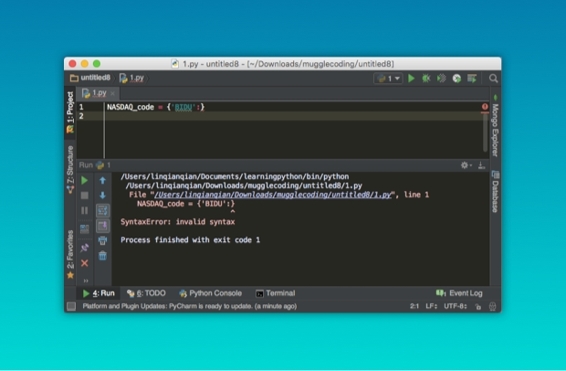 1.py - untitled8 - [~/Downloads/mugglecoding/untitled8]
untitled8 1.py 1
1.py
1: Project
1 NASDAQ_code = {'BIDU':}
2
Mongo Explorer
Run 1
Z: Structure
/Users/linqianqian/Documents/learningpython/bin/python
/Users/linqianqian/Downloads/mugglecoding/untitled8/1.py
File "/Users/linqianqian/Downloads/mugglecoding/untitled8/1.py", line 1
NASDAQ_code = {'BIDU':}
^
SyntaxError: invalid syntax
Database
Process finished with exit code 1
2: Favorites
4: Run 6: TODO Python Console Terminal Event Log
Platform and Plugin Updates: PyCharm is ready to update. (a minute ago) 2:1 LF÷ UTF-8÷